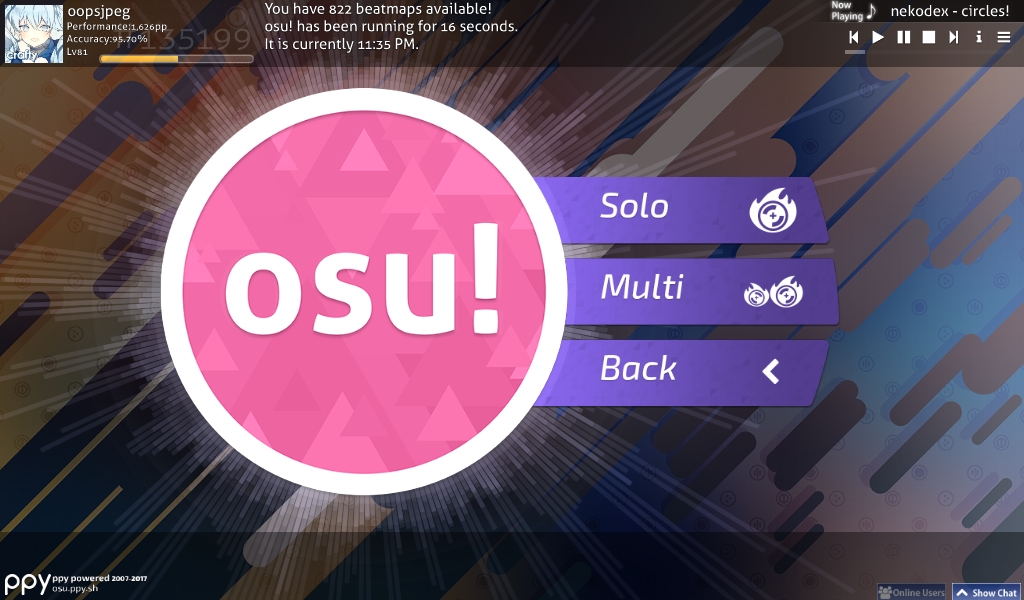 oopsjpeg
Performance:1,626pp
Accuracy:95.70%
Lv81
135199
crafty
You have 822 beatmaps available!
osu! has been running for 16 seconds.
It is currently 11:35 PM.
Now Playing
nekodex - circles!
osu!
Solo
Multi
Back
ppy
ppy powered 2007-2017
osu.ppy.sh
Online Users
Show Chat